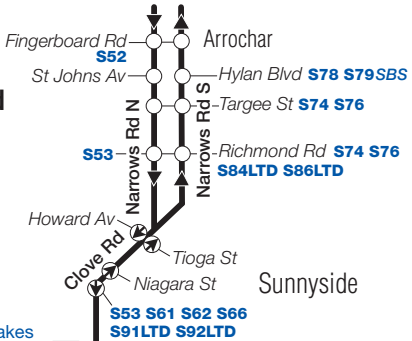 Fingerboard Rd
S52
Arrochar
St Johns Av
Hylan Blvd S78 S79SBS
Targee St S74 S76
Narrows Rd N
Narrows Rd S
S53
Richmond Rd S74 S76
S84LTD S86LTD
Howard Av
Clove Rd
Tioga St
Niagara St
Sunnyside
S53 S61 S62 S66
S91LTD S92LTD